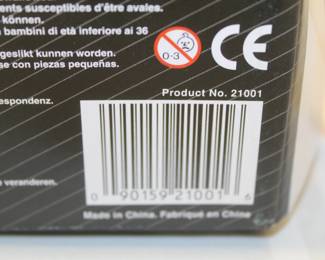 ents susceptibles d'être avales.
können.
bambini di età inferiore ai 36
geslikt kunnen worden.
se con piezas pequeñas.
0-3
CE
Product No. 21001
respondenz.
e veranderen.
0 90159 21001 6
Made in China. Fabriqué en Chine